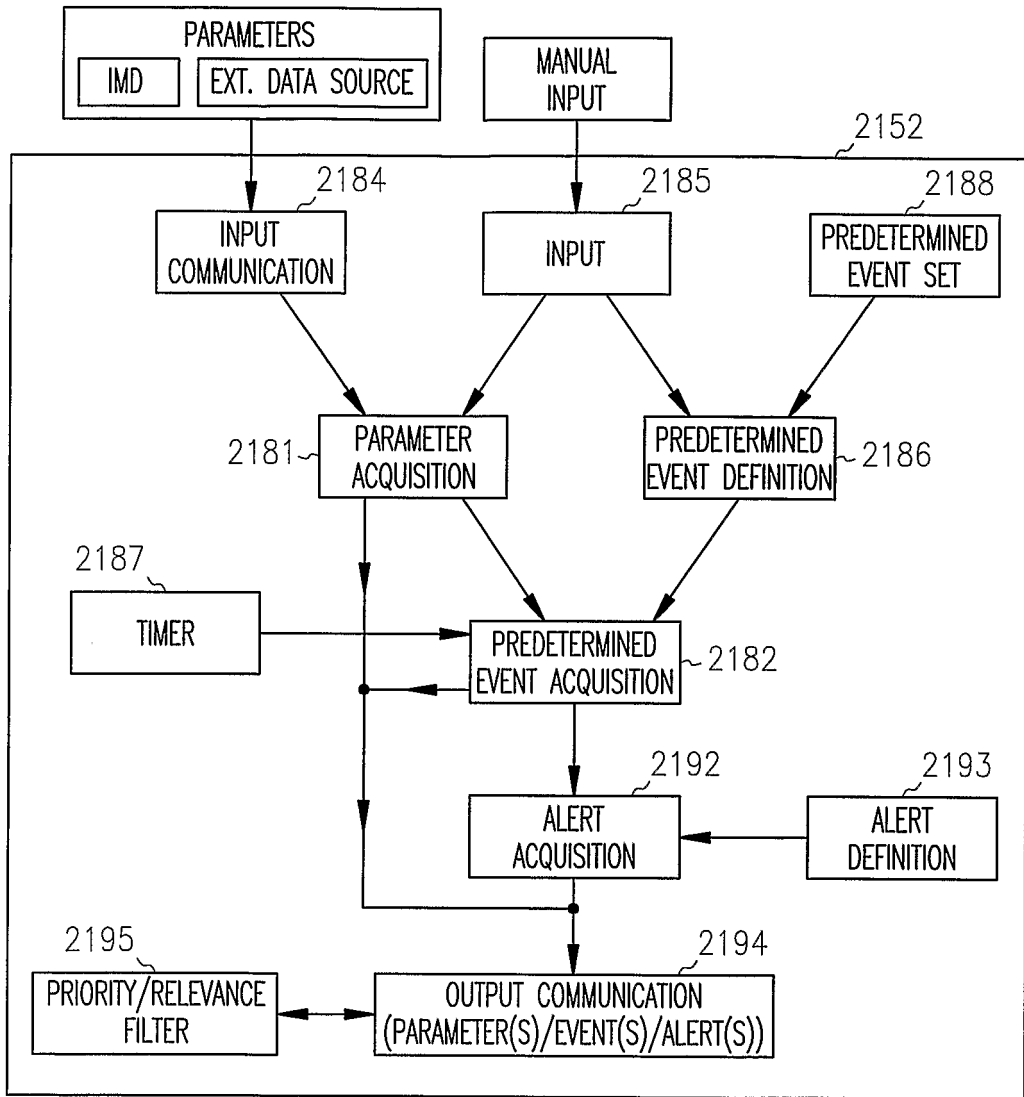 PARAMETERS
IMD
EXT. DATA SOURCE
MANUAL
INPUT
2152
2184
2185
2188
INPUT
COMMUNICATION
INPUT
PREDETERMINED
EVENT SET
2181
PARAMETER
ACQUISITION
PREDETERMINED
EVENT DEFINITION
2186
2187
TIMER
PREDETERMINED
EVENT ACQUISITION
2182
2192
2193
ALERT
ACQUISITION
ALERT
DEFINITION
2195
2194
PRIORITY/RELEVANCE
FILTER
OUTPUT COMMUNICATION
(PARAMETER(S)/EVENT(S)/ALERT(S))